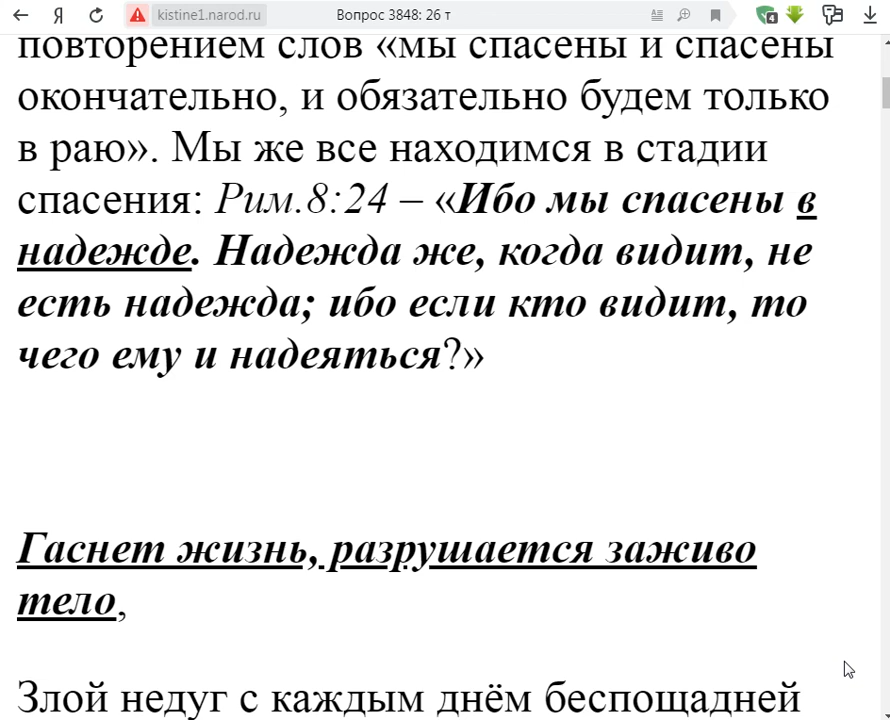 Я kistine1.narod.ru Вопрос 3848: 26 т 4
повторением слов «мы спасены и спасены
окончательно, и обязательно будем только
в раю». Мы же все находимся в стадии
спасения: Рим.8:24 – «Ибо мы спасены в
надежде. Надежда же, когда видит, не
есть надежда; ибо если кто видит, то
чего ему и надеяться?»
Гаснет жизнь, разрушается заживо
тело,
Злой недуг с каждым днём беспощадней